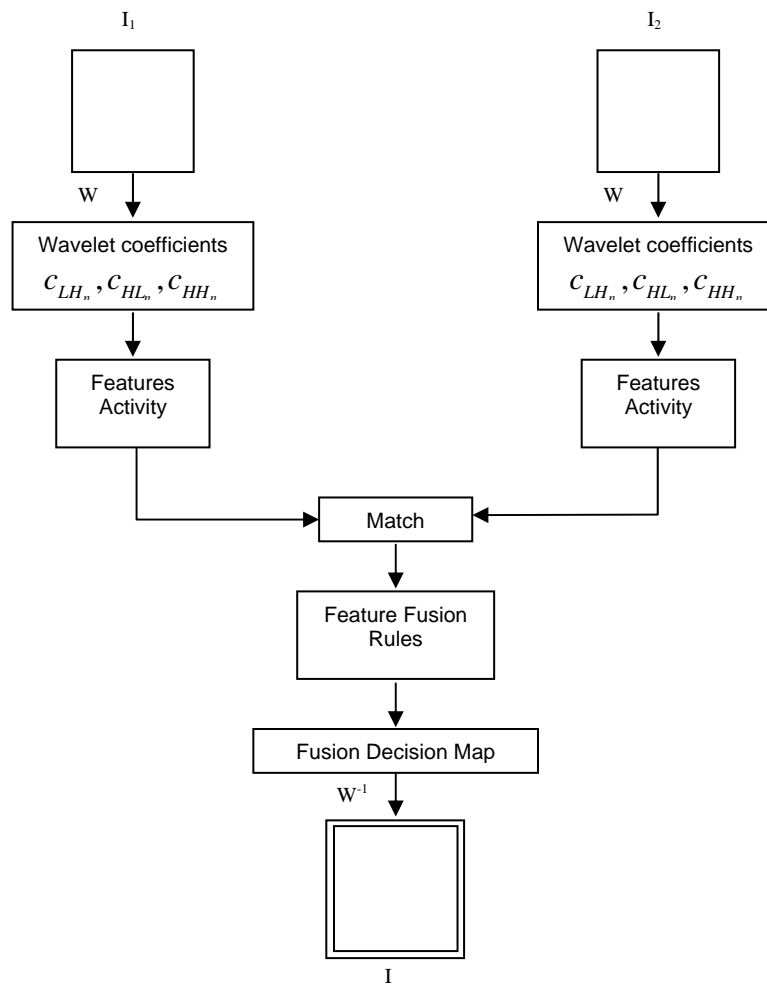 I₁ I₂
W W
Wavelet coefficients Wavelet coefficients
c_{LH_n}, c_{HL_n}, c_{HH_n} c_{LH_n}, c_{HL_n}, c_{HH_n}
Features Features
Activity Activity
Match
Feature Fusion
Rules
Fusion Decision Map
W⁻¹
I